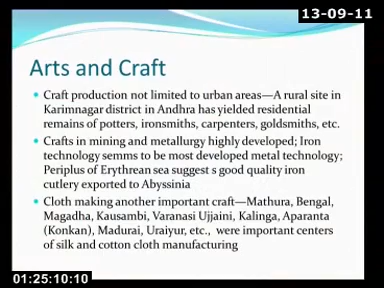 13-09-11
Arts and Craft
• Craft production not limited to urban areas—A rural site in
Karimnagar district in Andhra has yielded residential
remains of potters, ironsmiths, carpenters, goldsmiths, etc.
• Crafts in mining and metallurgy highly developed; Iron
technology semms to be most developed metal technology;
Periplus of Erythrean sea suggest s good quality iron
cutlery exported to Abyssinia
• Cloth making another important craft—Mathura, Bengal,
Magadha, Kausambi, Varanasi Ujjaini, Kalinga, Aparanta
(Konkan), Madurai, Uraiyur, etc., were important centers
of silk and cotton cloth manufacturing
01:25:10:10